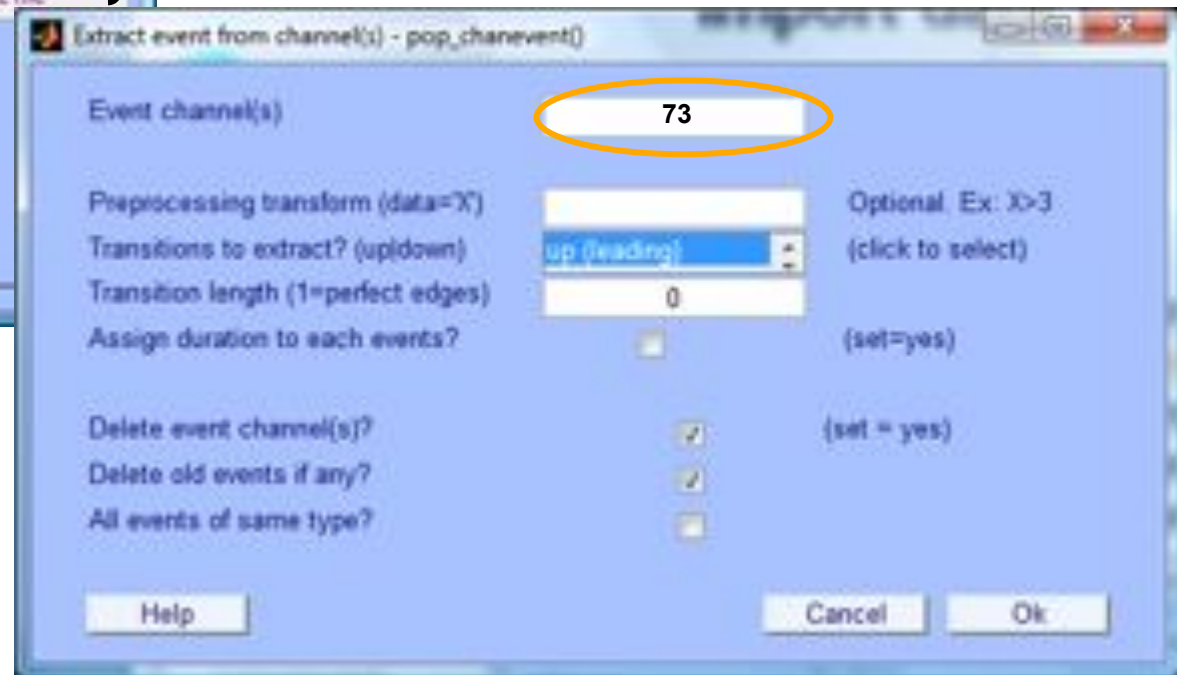 Extract event from channel(s) - pop_chanevent()
Event channel(s) 73
Preprocessing transform (data='X') Optional. Ex: X>3
Transitions to extract? (up|down) up (leading) (click to select)
Transition length (1=perfect edges) 0
Assign duration to each events? (set=yes)
Delete event channel(s)? (set = yes)
Delete old events if any?
All events of same type?
Help Cancel Ok